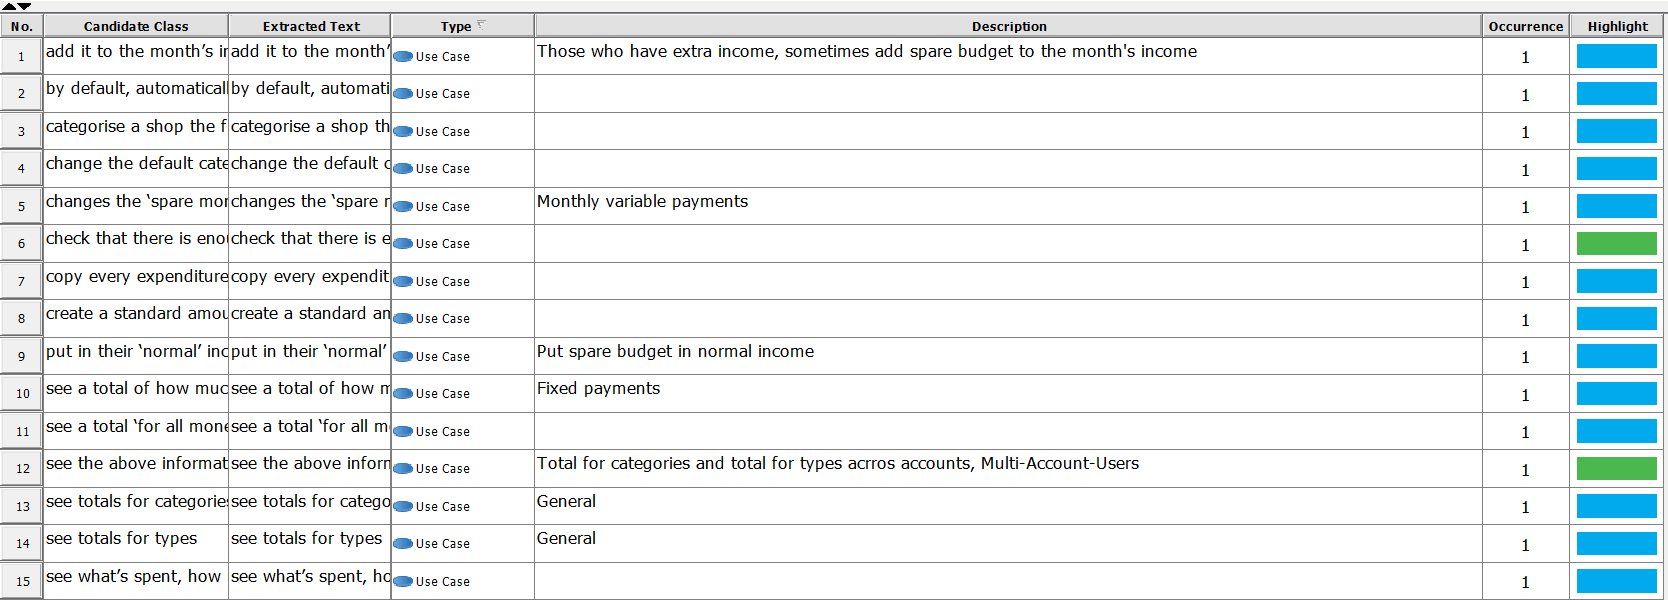 No. Candidate Class Extracted Text Type Description Occurrence Highlight
1 add it to the month’s in add it to the month’ Use Case Those who have extra income, sometimes add spare budget to the month's income 1
2 by default, automaticall by default, automati Use Case 1
3 categorise a shop the f categorise a shop th Use Case 1
4 change the default cate change the default c Use Case 1
5 changes the ‘spare mor changes the ‘spare r Use Case Monthly variable payments 1
6 check that there is enou check that there is e Use Case 1
7 copy every expenditure copy every expendit Use Case 1
8 create a standard amou create a standard an Use Case 1
9 put in their ‘normal’ inc put in their ‘normal’ Use Case Put spare budget in normal income 1
10 see a total of how muc see a total of how m Use Case Fixed payments 1
11 see a total ‘for all mone see a total ‘for all m Use Case 1
12 see the above informat see the above inforn Use Case Total for categories and total for types acrros accounts, Multi-Account-Users 1
13 see totals for categories see totals for catego Use Case General 1
14 see totals for types see totals for types Use Case General 1
15 see what’s spent, how see what’s spent, ho Use Case 1